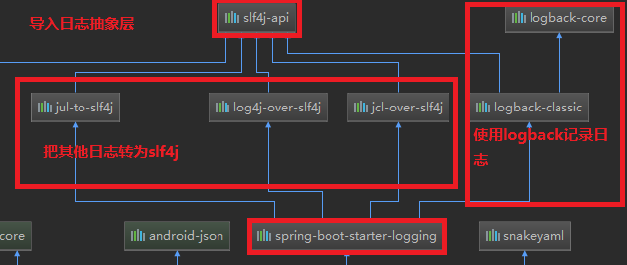 导入日志抽象层
slf4j-api
logback-core
jul-to-slf4j
log4j-over-slf4j
jcl-over-slf4j
logback-classic
把其他日志转为slf4j
使用logback记录日
志
core
android-json
spring-boot-starter-logging
snakeyaml